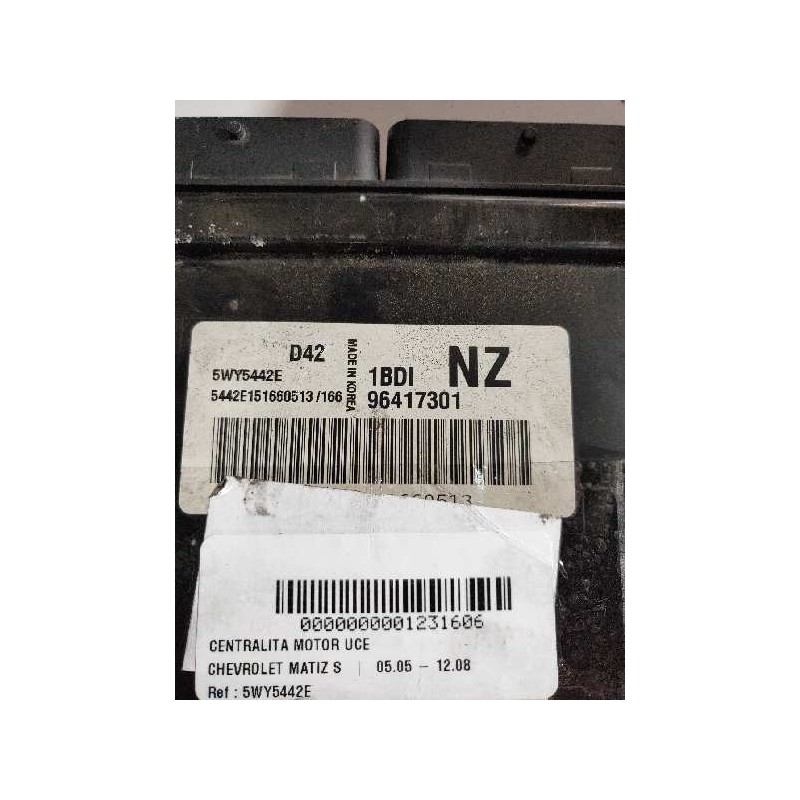 D42
MADE IN KOREA
1BDI NZ
5WY5442E
5442E151660513 /166
96417301
660513
0000000001231606
CENTRALITA MOTOR UCE
CHEVROLET MATIZ S | 05.05 - 12.08
Ref : 5WY5442E